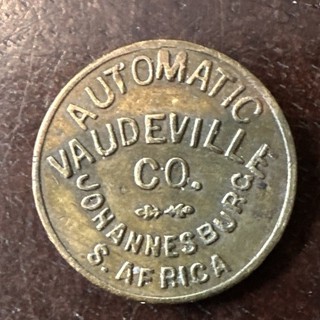 AUTOMATIC
VAUDEVILLE
CO.
JOHANNESBURG
S. AFRICA